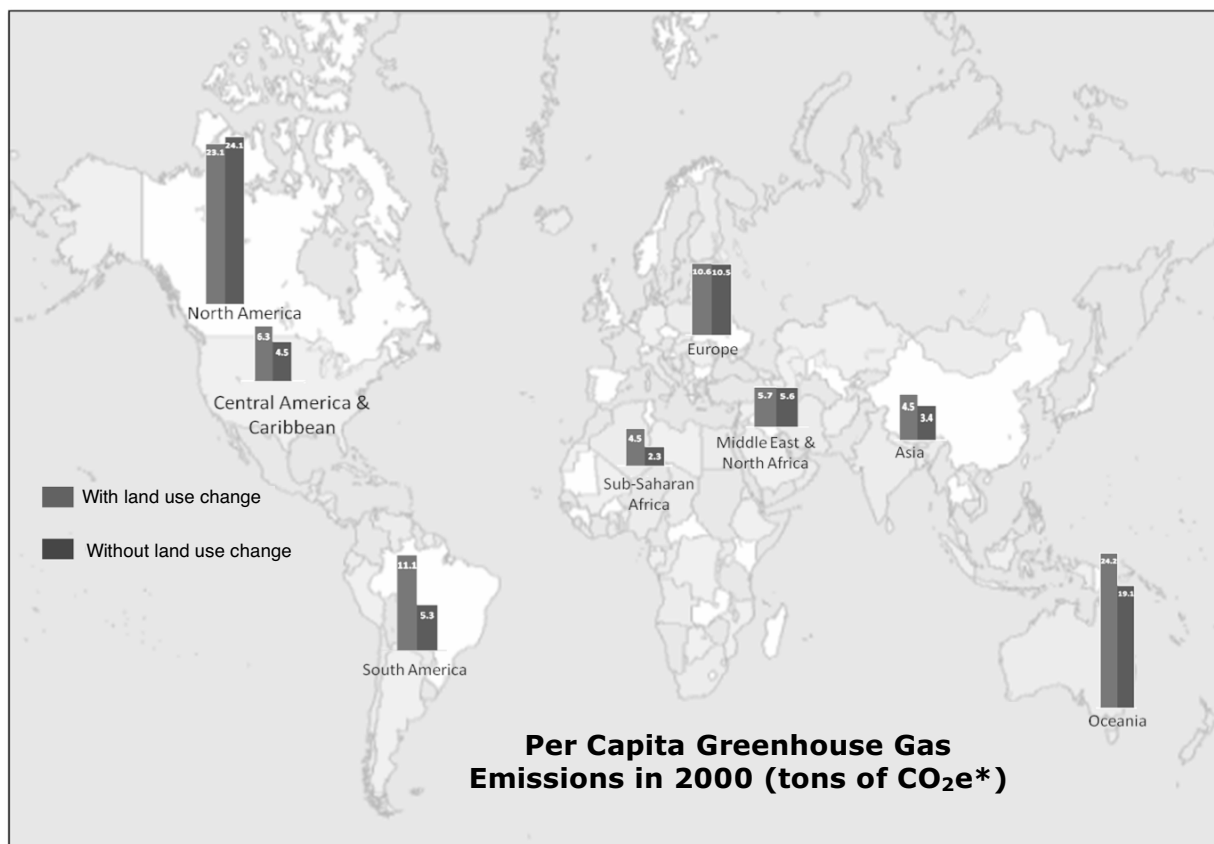 23.1 24.1
North America
6.3 4.5
Central America &
Caribbean
10.6 10.5
Europe
5.7 5.6
Middle East &
North Africa
4.5 3.4
Asia
4.5 2.3
Sub-Saharan
Africa
With land use change
Without land use change
11.1 5.3
South America
24.2 19.1
Oceania
Per Capita Greenhouse Gas
Emissions in 2000 (tons of CO₂e*)